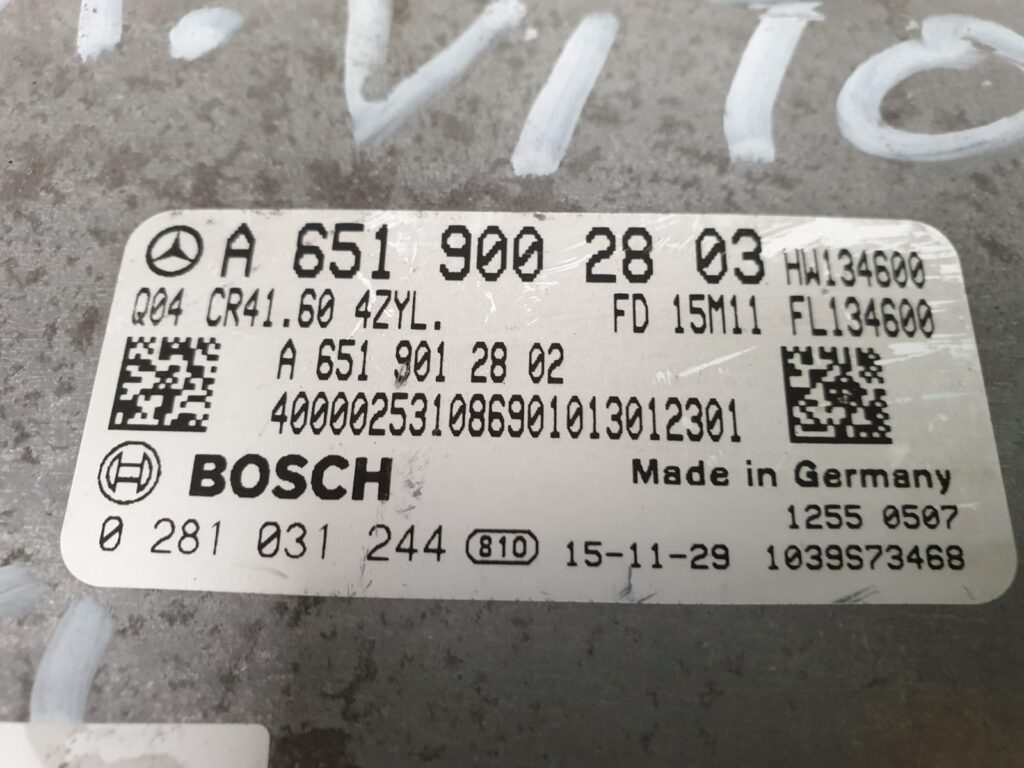 VITO
A 651 900 28 03 HW134600
Q04 CR41.60 4ZYL. FD 15M11 FL134600
A 651 901 28 02
400002531086901013012301
BOSCH Made in Germany
1255 0507
0 281 031 244 810 15-11-29 1039S73468